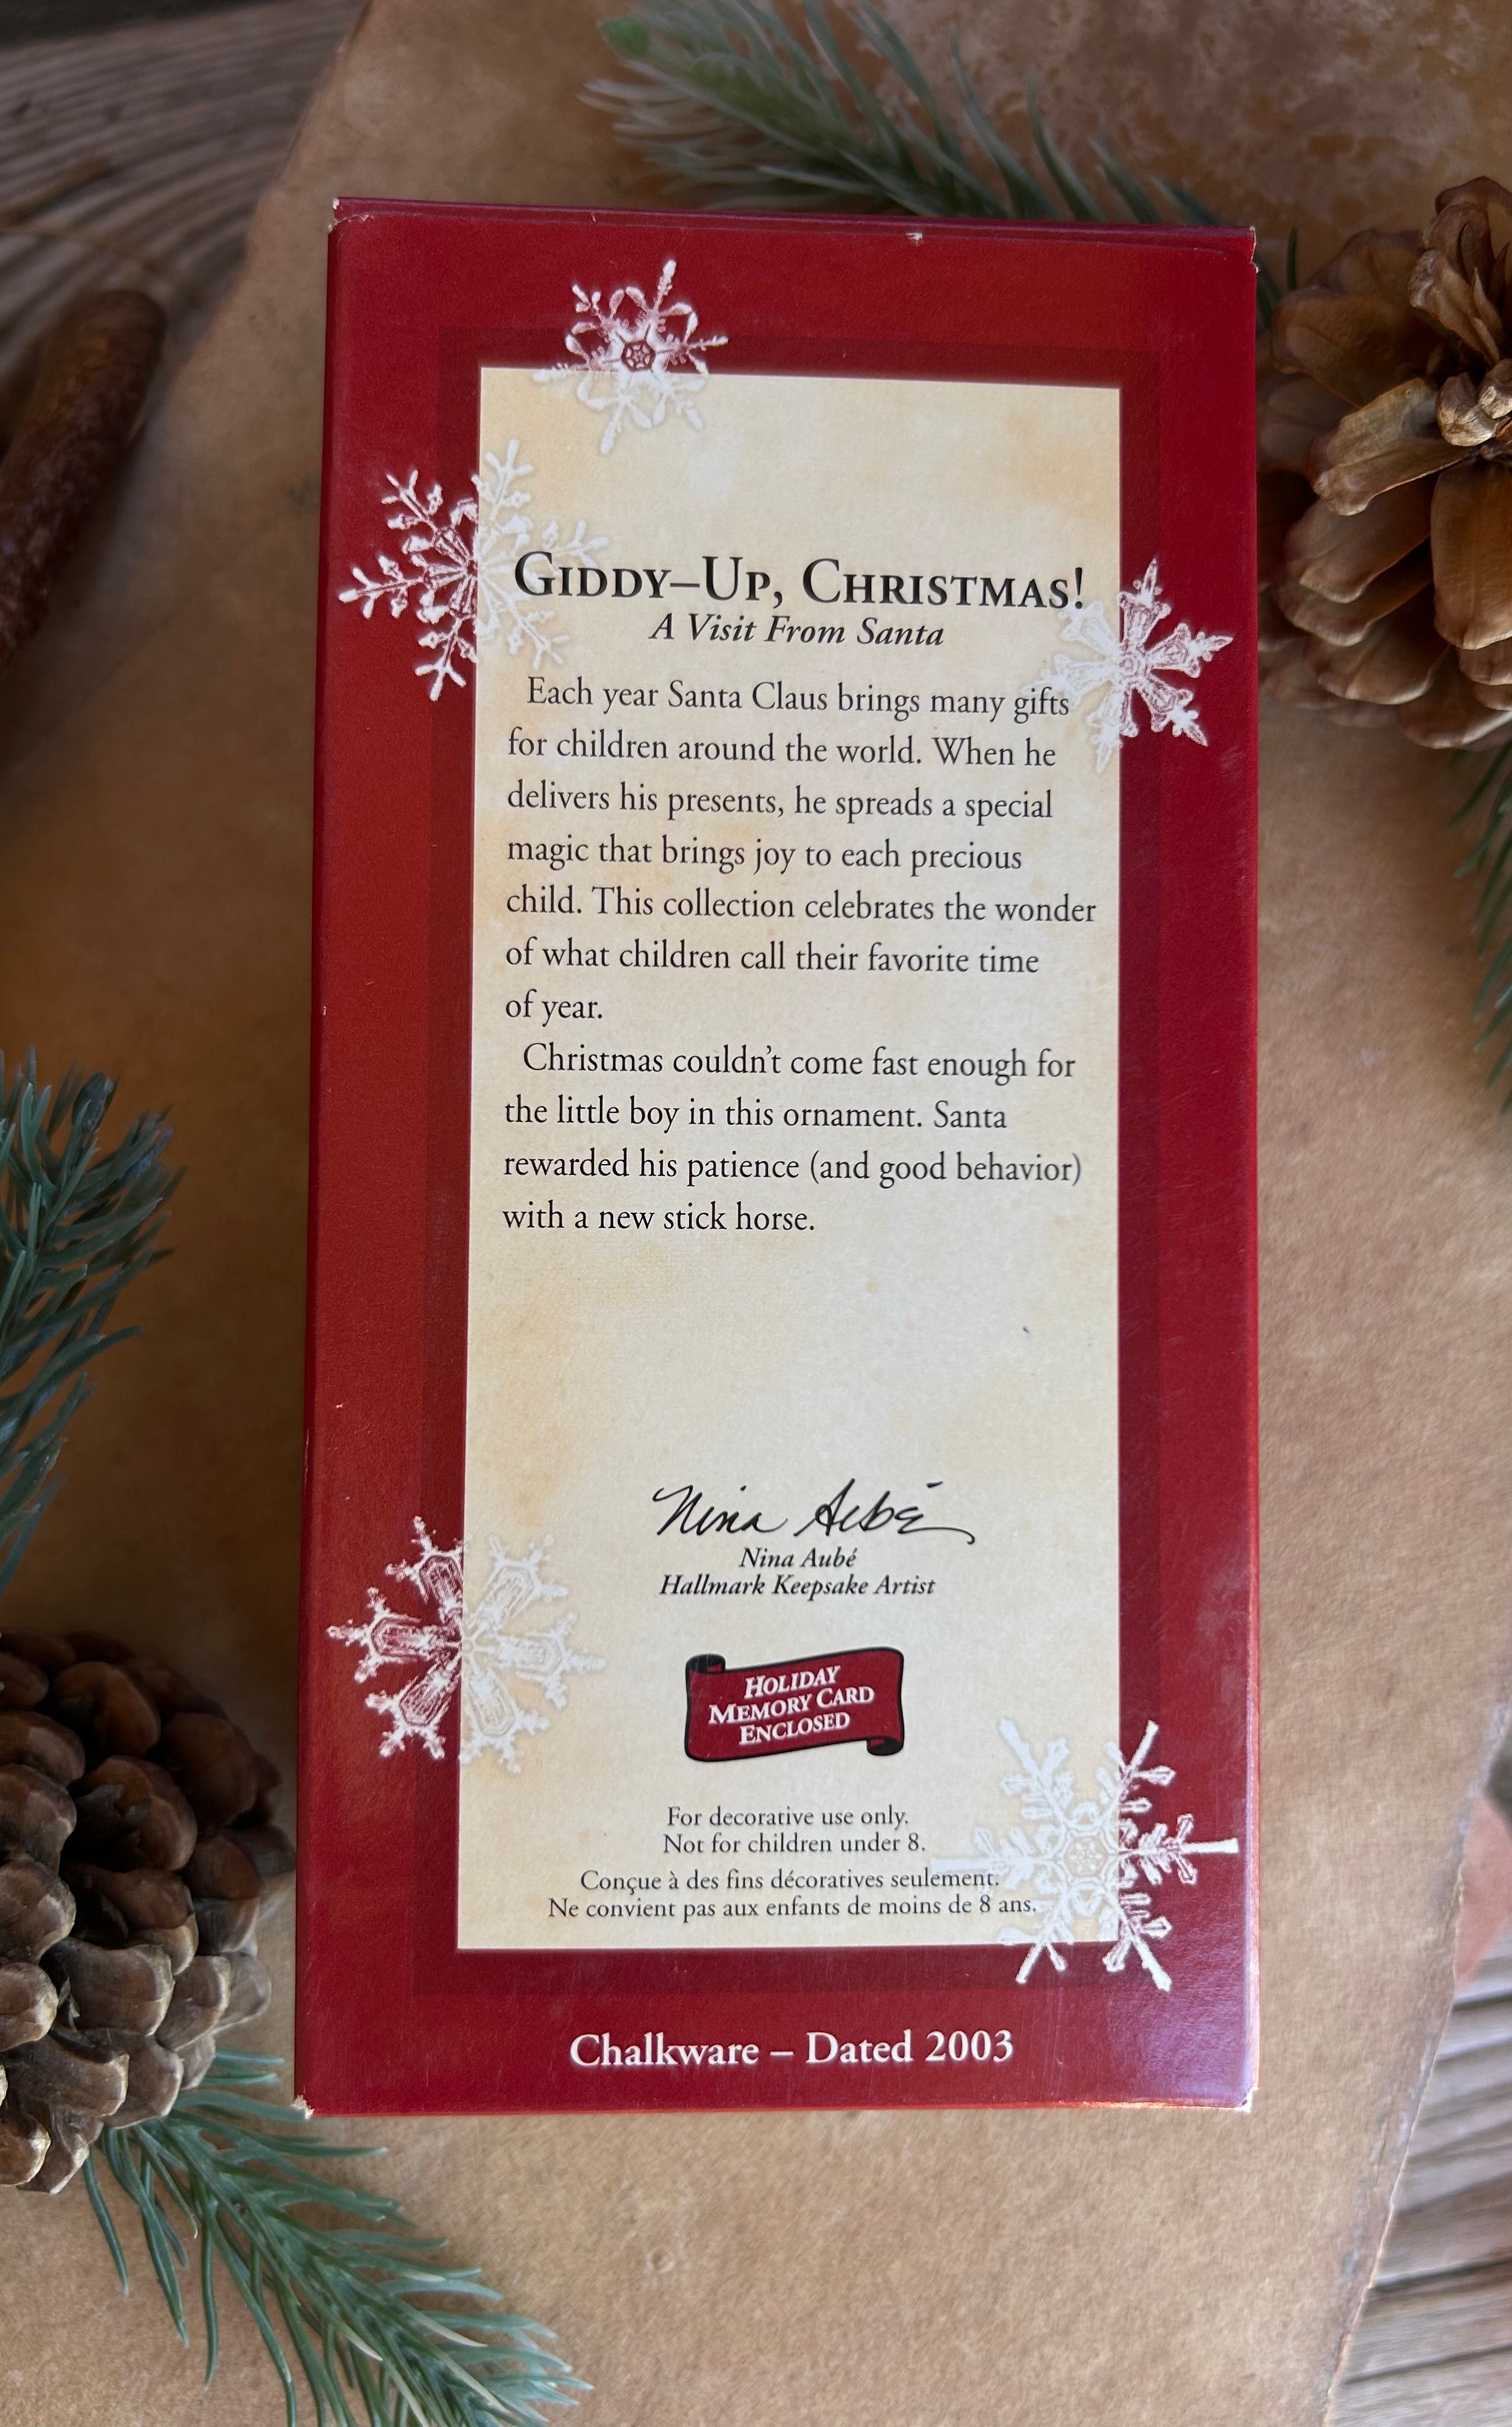 Giddy–Up, Christmas!
A Visit From Santa
Each year Santa Claus brings many gifts
for children around the world. When he
delivers his presents, he spreads a special
magic that brings joy to each precious
child. This collection celebrates the wonder
of what children call their favorite time
of year.
Christmas couldn't come fast enough for
the little boy in this ornament. Santa
rewarded his patience (and good behavior)
with a new stick horse.
Nina Aubé
Nina Aubé
Hallmark Keepsake Artist
Holiday
Memory Card
Enclosed
For decorative use only.
Not for children under 8.
Conçue à des fins décoratives seulement.
Ne convient pas aux enfants de moins de 8 ans.
Chalkware – Dated 2003